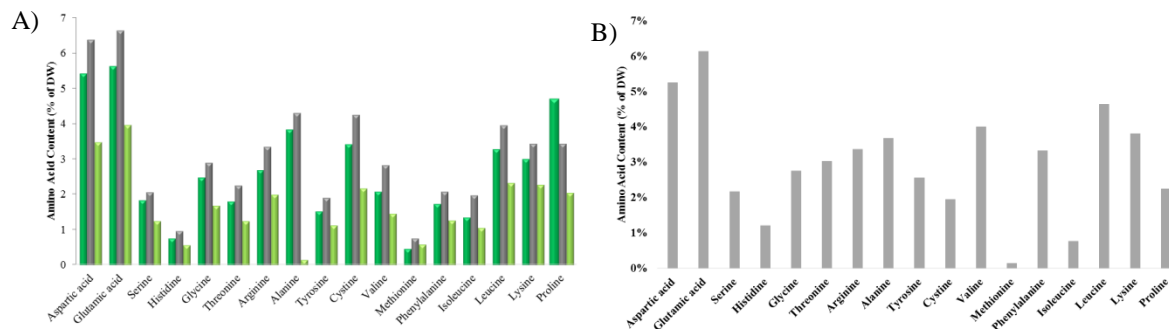 A)
Amino Acid Content (% of DW)
7
6
5
4
3
2
1
0
Aspartic acid
Glutamic acid
Serine
Histidine
Glycine
Threonine
Arginine
Alanine
Tyrosine
Cystine
Valine
Methionine
Phenylalanine
Isoleucine
Leucine
Lysine
Proline
B)
Amino Acid Content (% of DW)
7%
6%
5%
4%
3%
2%
1%
0%
Aspartic acid
Glutamic acid
Serine
Histidine
Glycine
Threonine
Arginine
Alanine
Tyrosine
Cystine
Valine
Methionine
Phenylalanine
Isoleucine
Leucine
Lysine
Proline